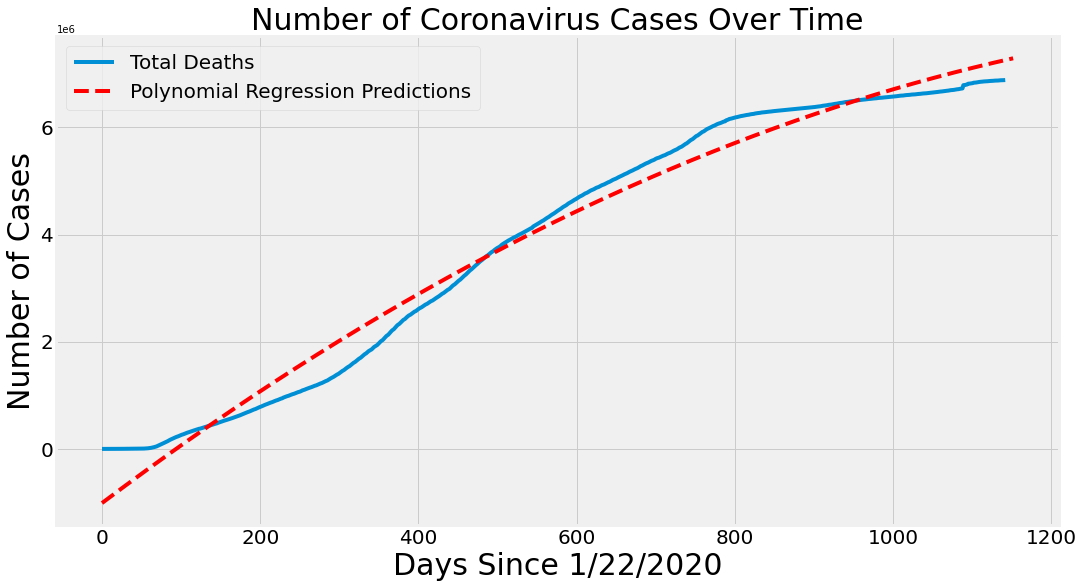 Number of Coronavirus Cases Over Time
1e6
Total Deaths
Polynomial Regression Predictions
Number of Cases
6
4
2
0
0 200 400 600 800 1000 1200
Days Since 1/22/2020